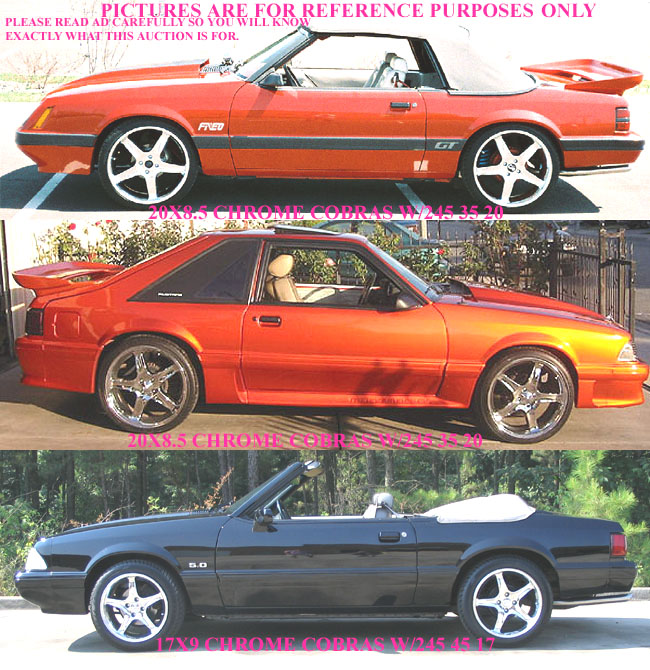 PICTURES ARE FOR REFERENCE PURPOSES ONLY
PLEASE READ AD CAREFULLY SO YOU WILL KNOW
EXACTLY WHAT THIS AUCTION IS FOR.
GT
20X8.5 CHROME COBRAS W/245 35 20
MUSTANG
20X8.5 CHROME COBRAS W/245 35 20
5.0
17X9 CHROME COBRAS W/245 45 17